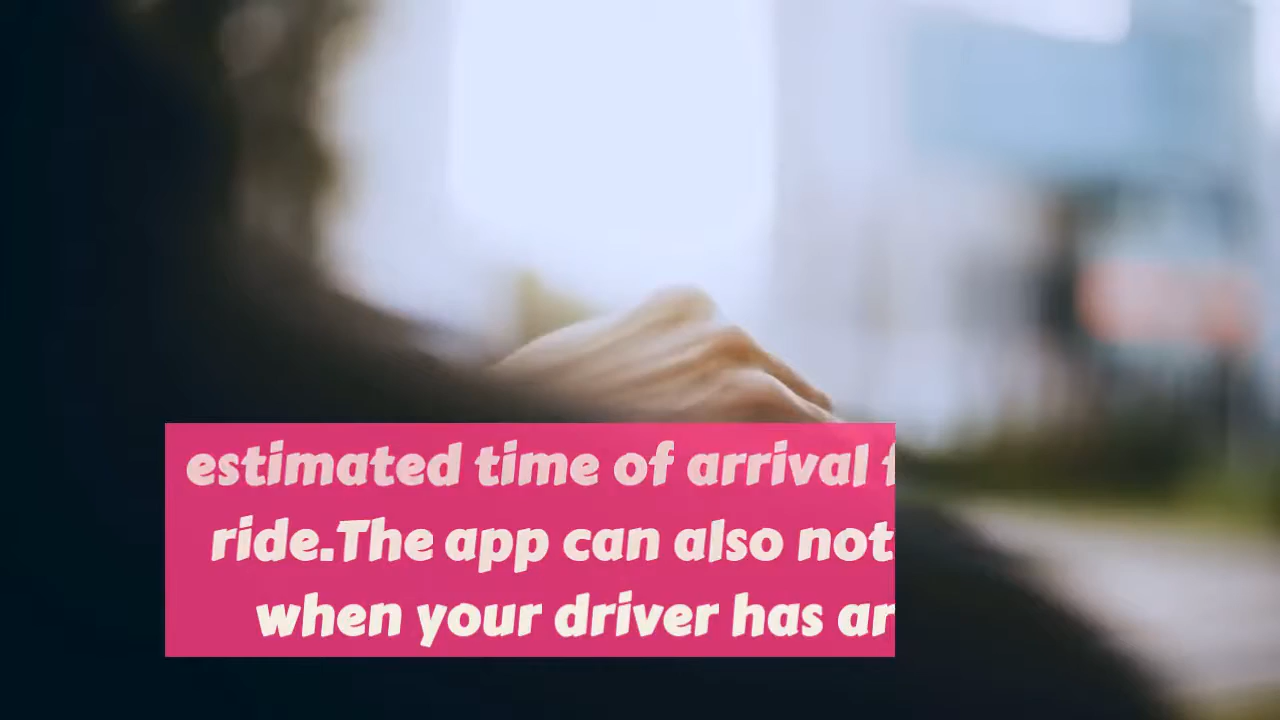 estimated time of arrival
ride.The app can also
when your driver has